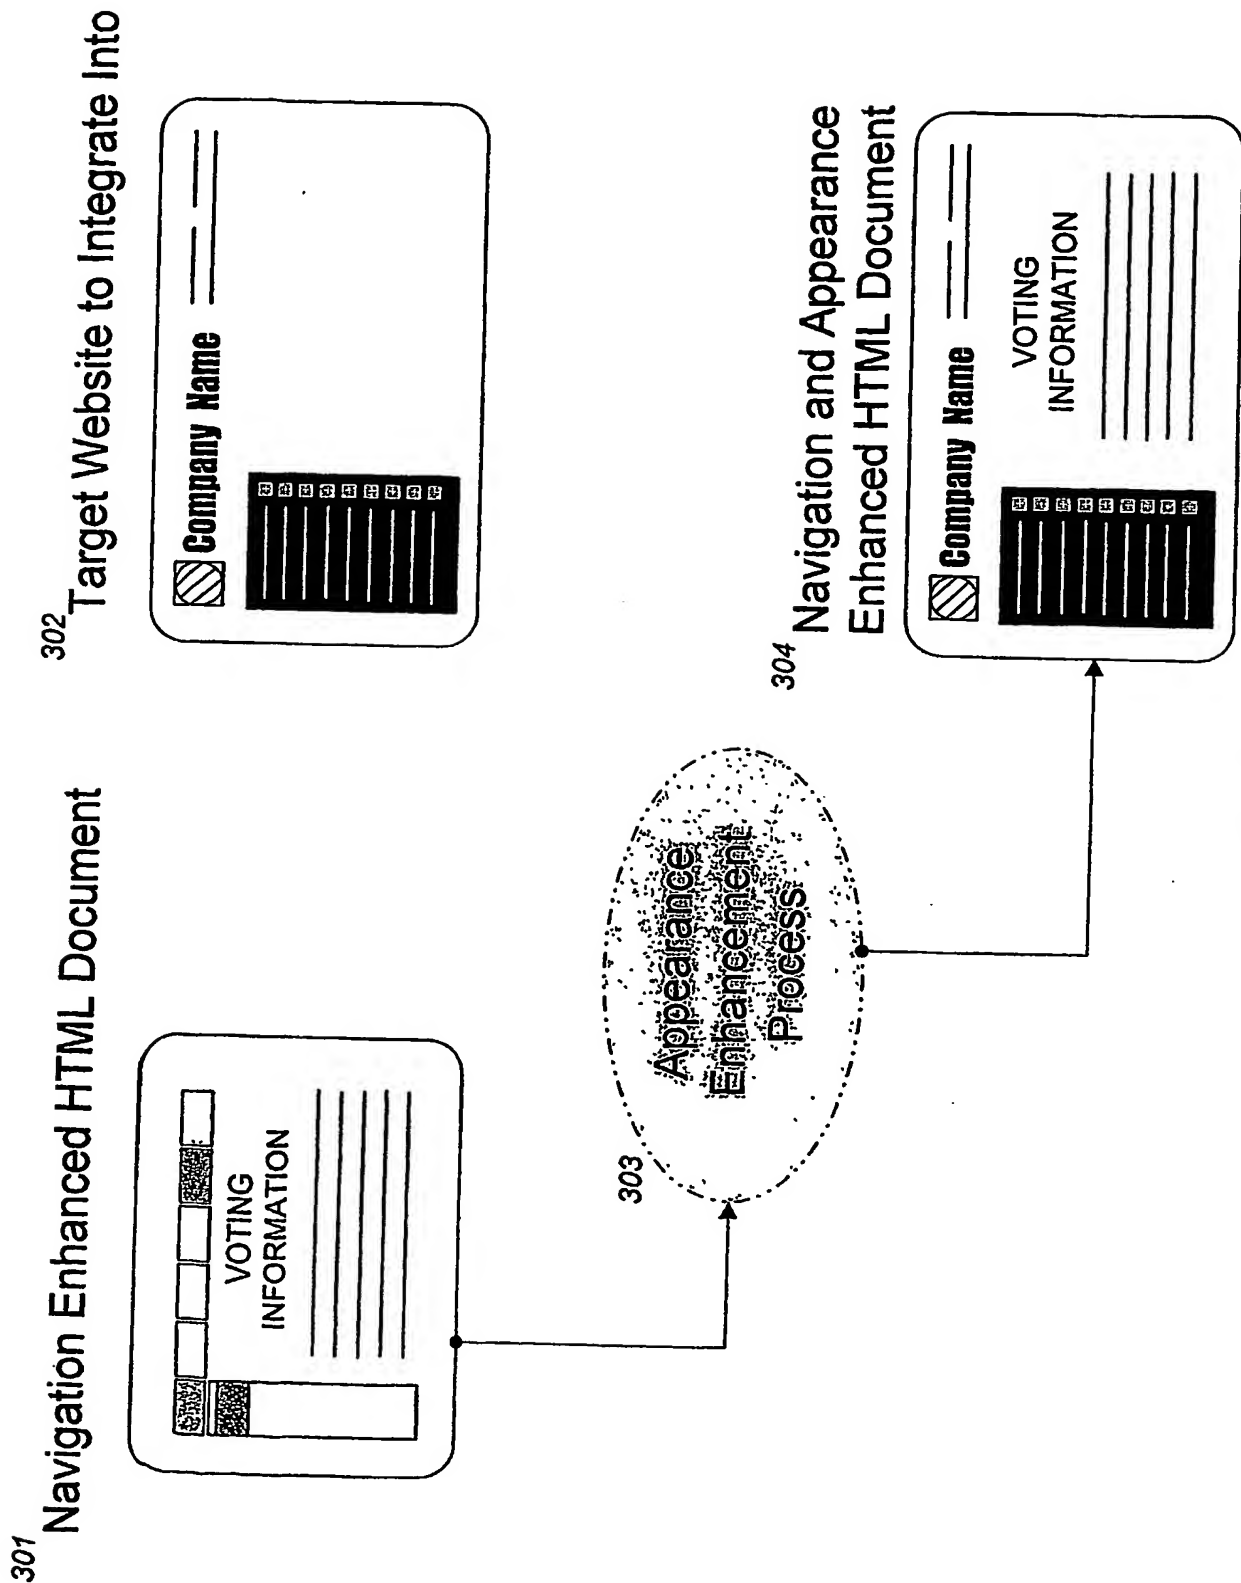 301
Navigation Enhanced HTML Document
VOTING
INFORMATION
302
Target Website to Integrate Into
Company Name
303
Appearance
Enhancement
Process
304
Navigation and Appearance
Enhanced HTML Document
Company Name
VOTING
INFORMATION